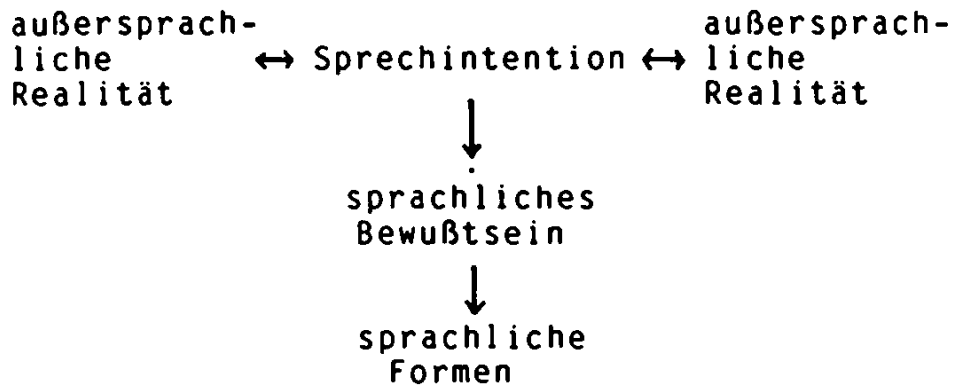 außersprach- außersprach-
liche ↔ Sprechintention ↔ liche
Realität Realität
↓
sprachliches
Bewußtsein
↓
sprachliche
Formen